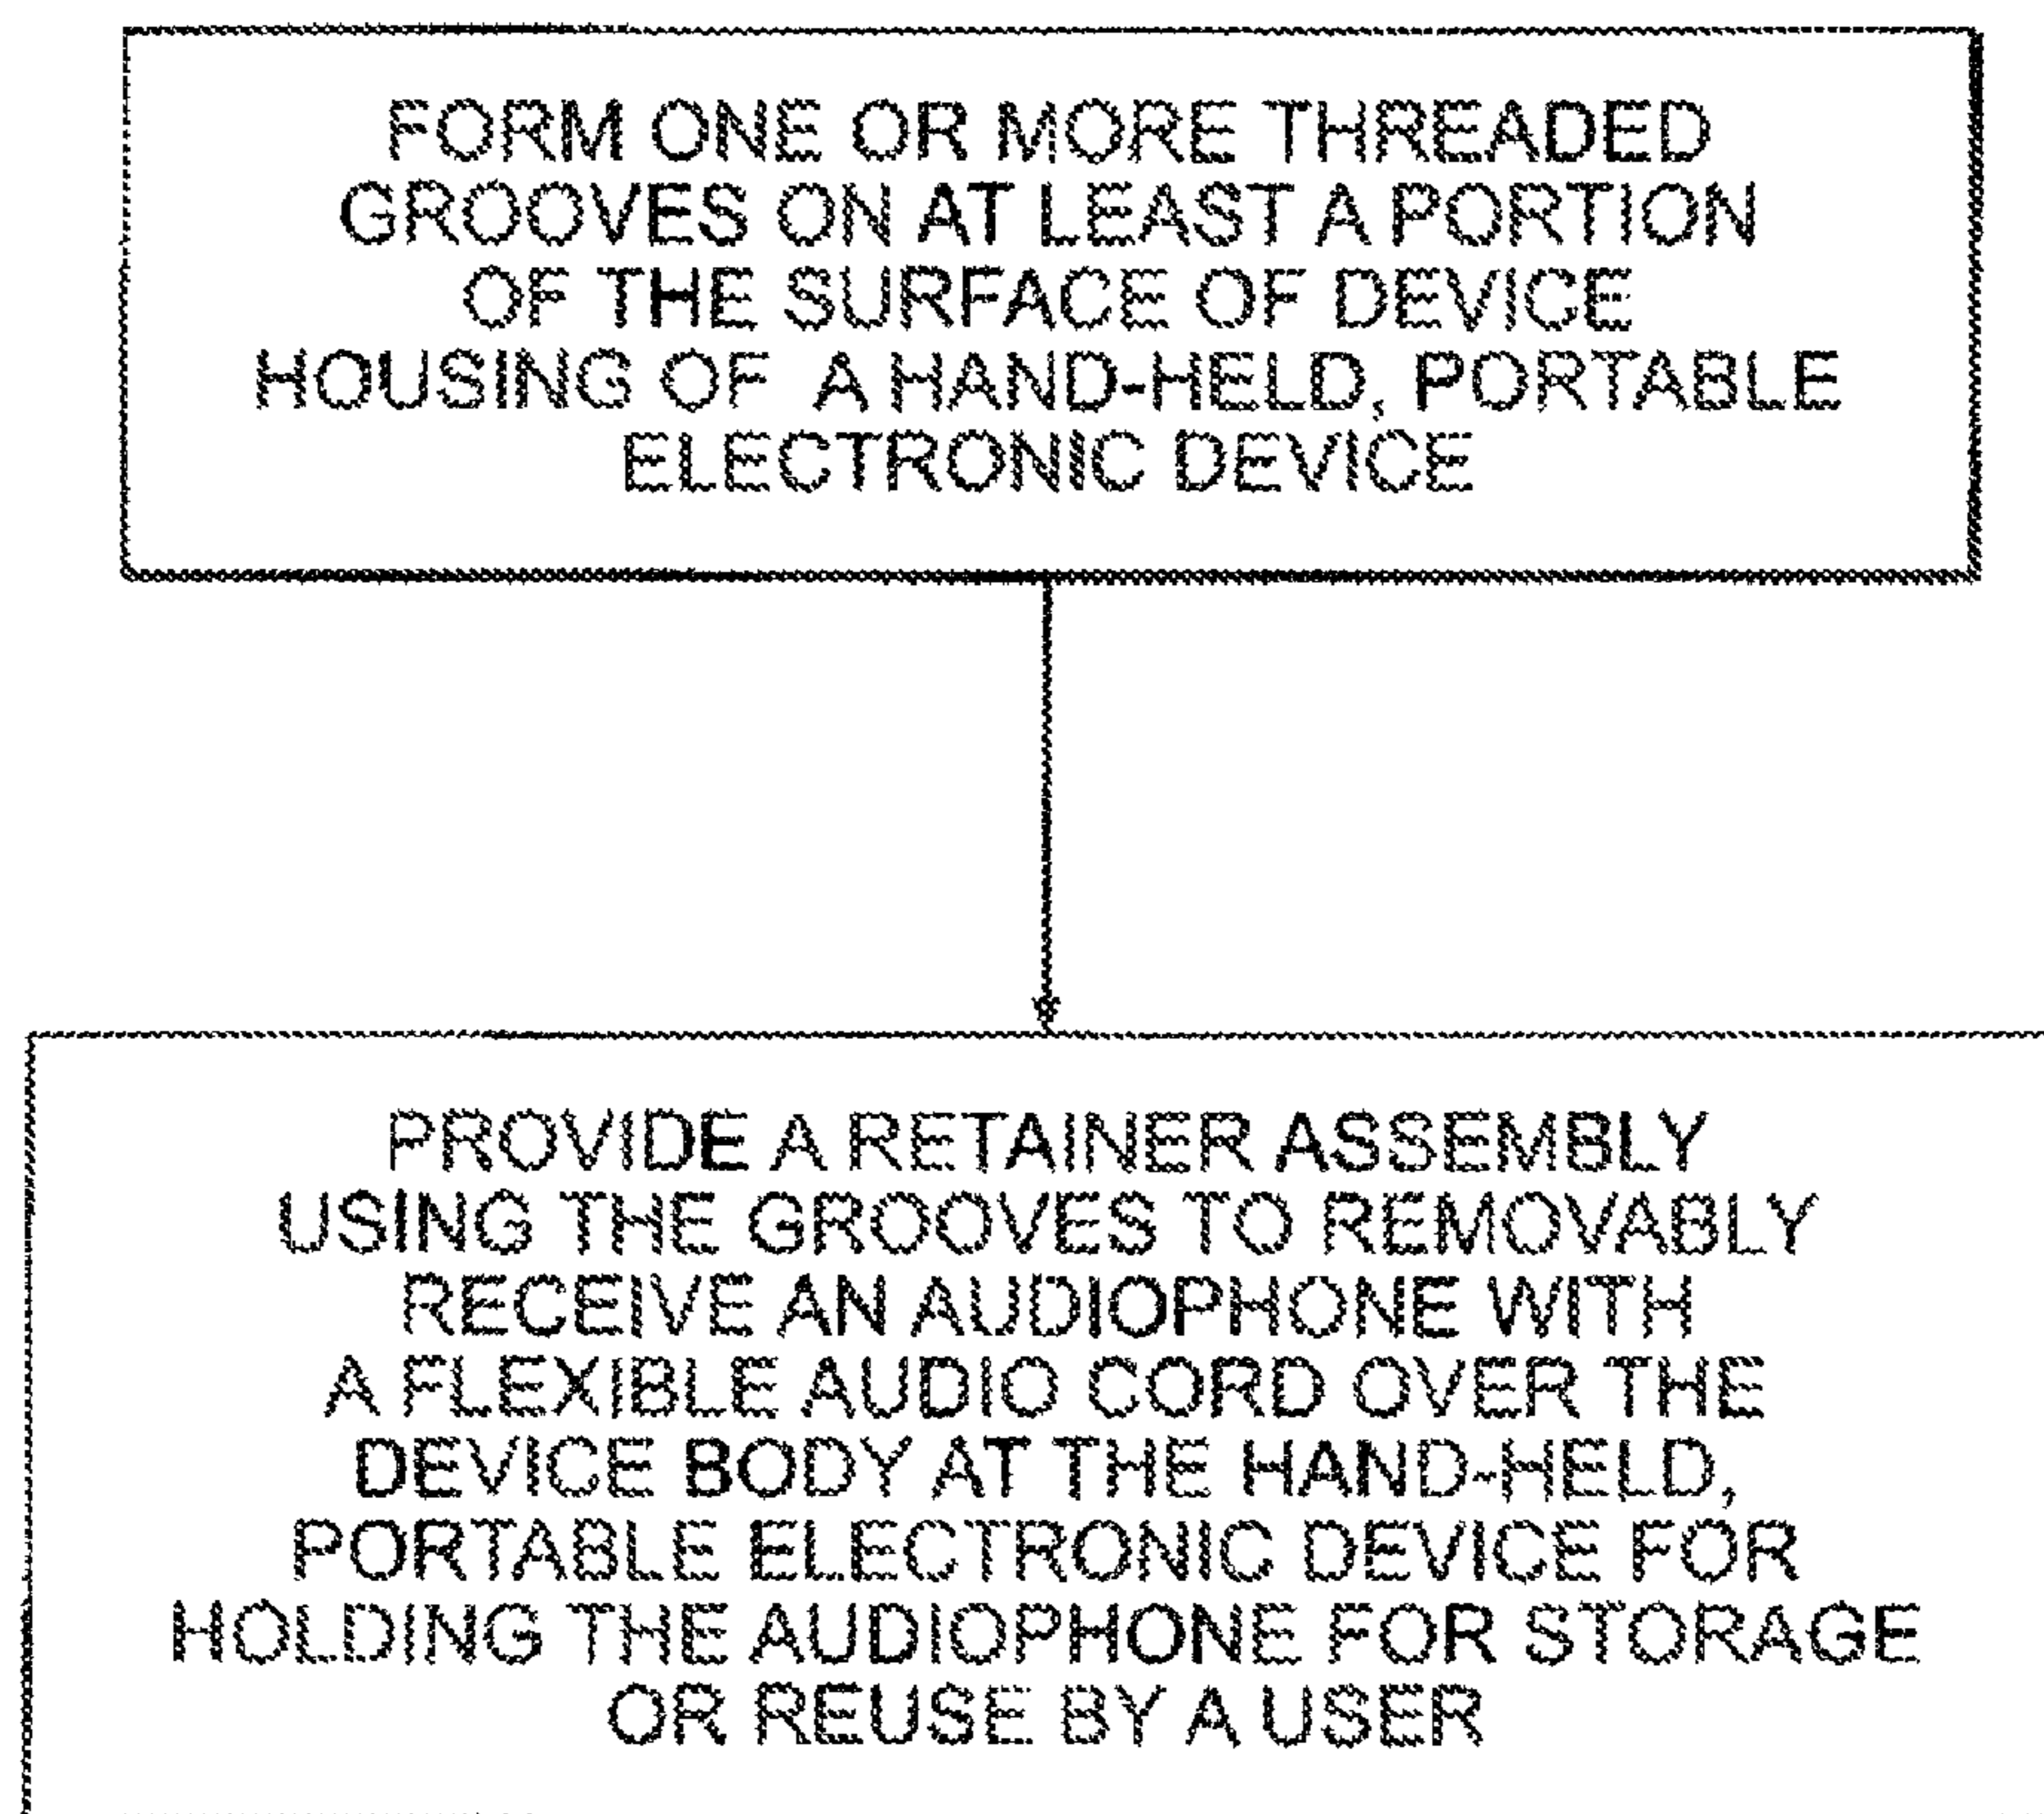 FORM ONE OR MORE THREADED
GROOVES ON AT LEAST A PORTION
OF THE SURFACE OF DEVICE
HOUSING OF A HAND-HELD, PORTABLE
ELECTRONIC DEVICE
PROVIDE A RETAINER ASSEMBLY
USING THE GROOVES TO REMOVABLY
RECEIVE AN AUDIOPHONE WITH
A FLEXIBLE AUDIO CORD OVER THE
DEVICE BODY AT THE HAND-HELD,
PORTABLE ELECTRONIC DEVICE FOR
HOLDING THE AUDIOPHONE FOR STORAGE
OR REUSE BY A USER